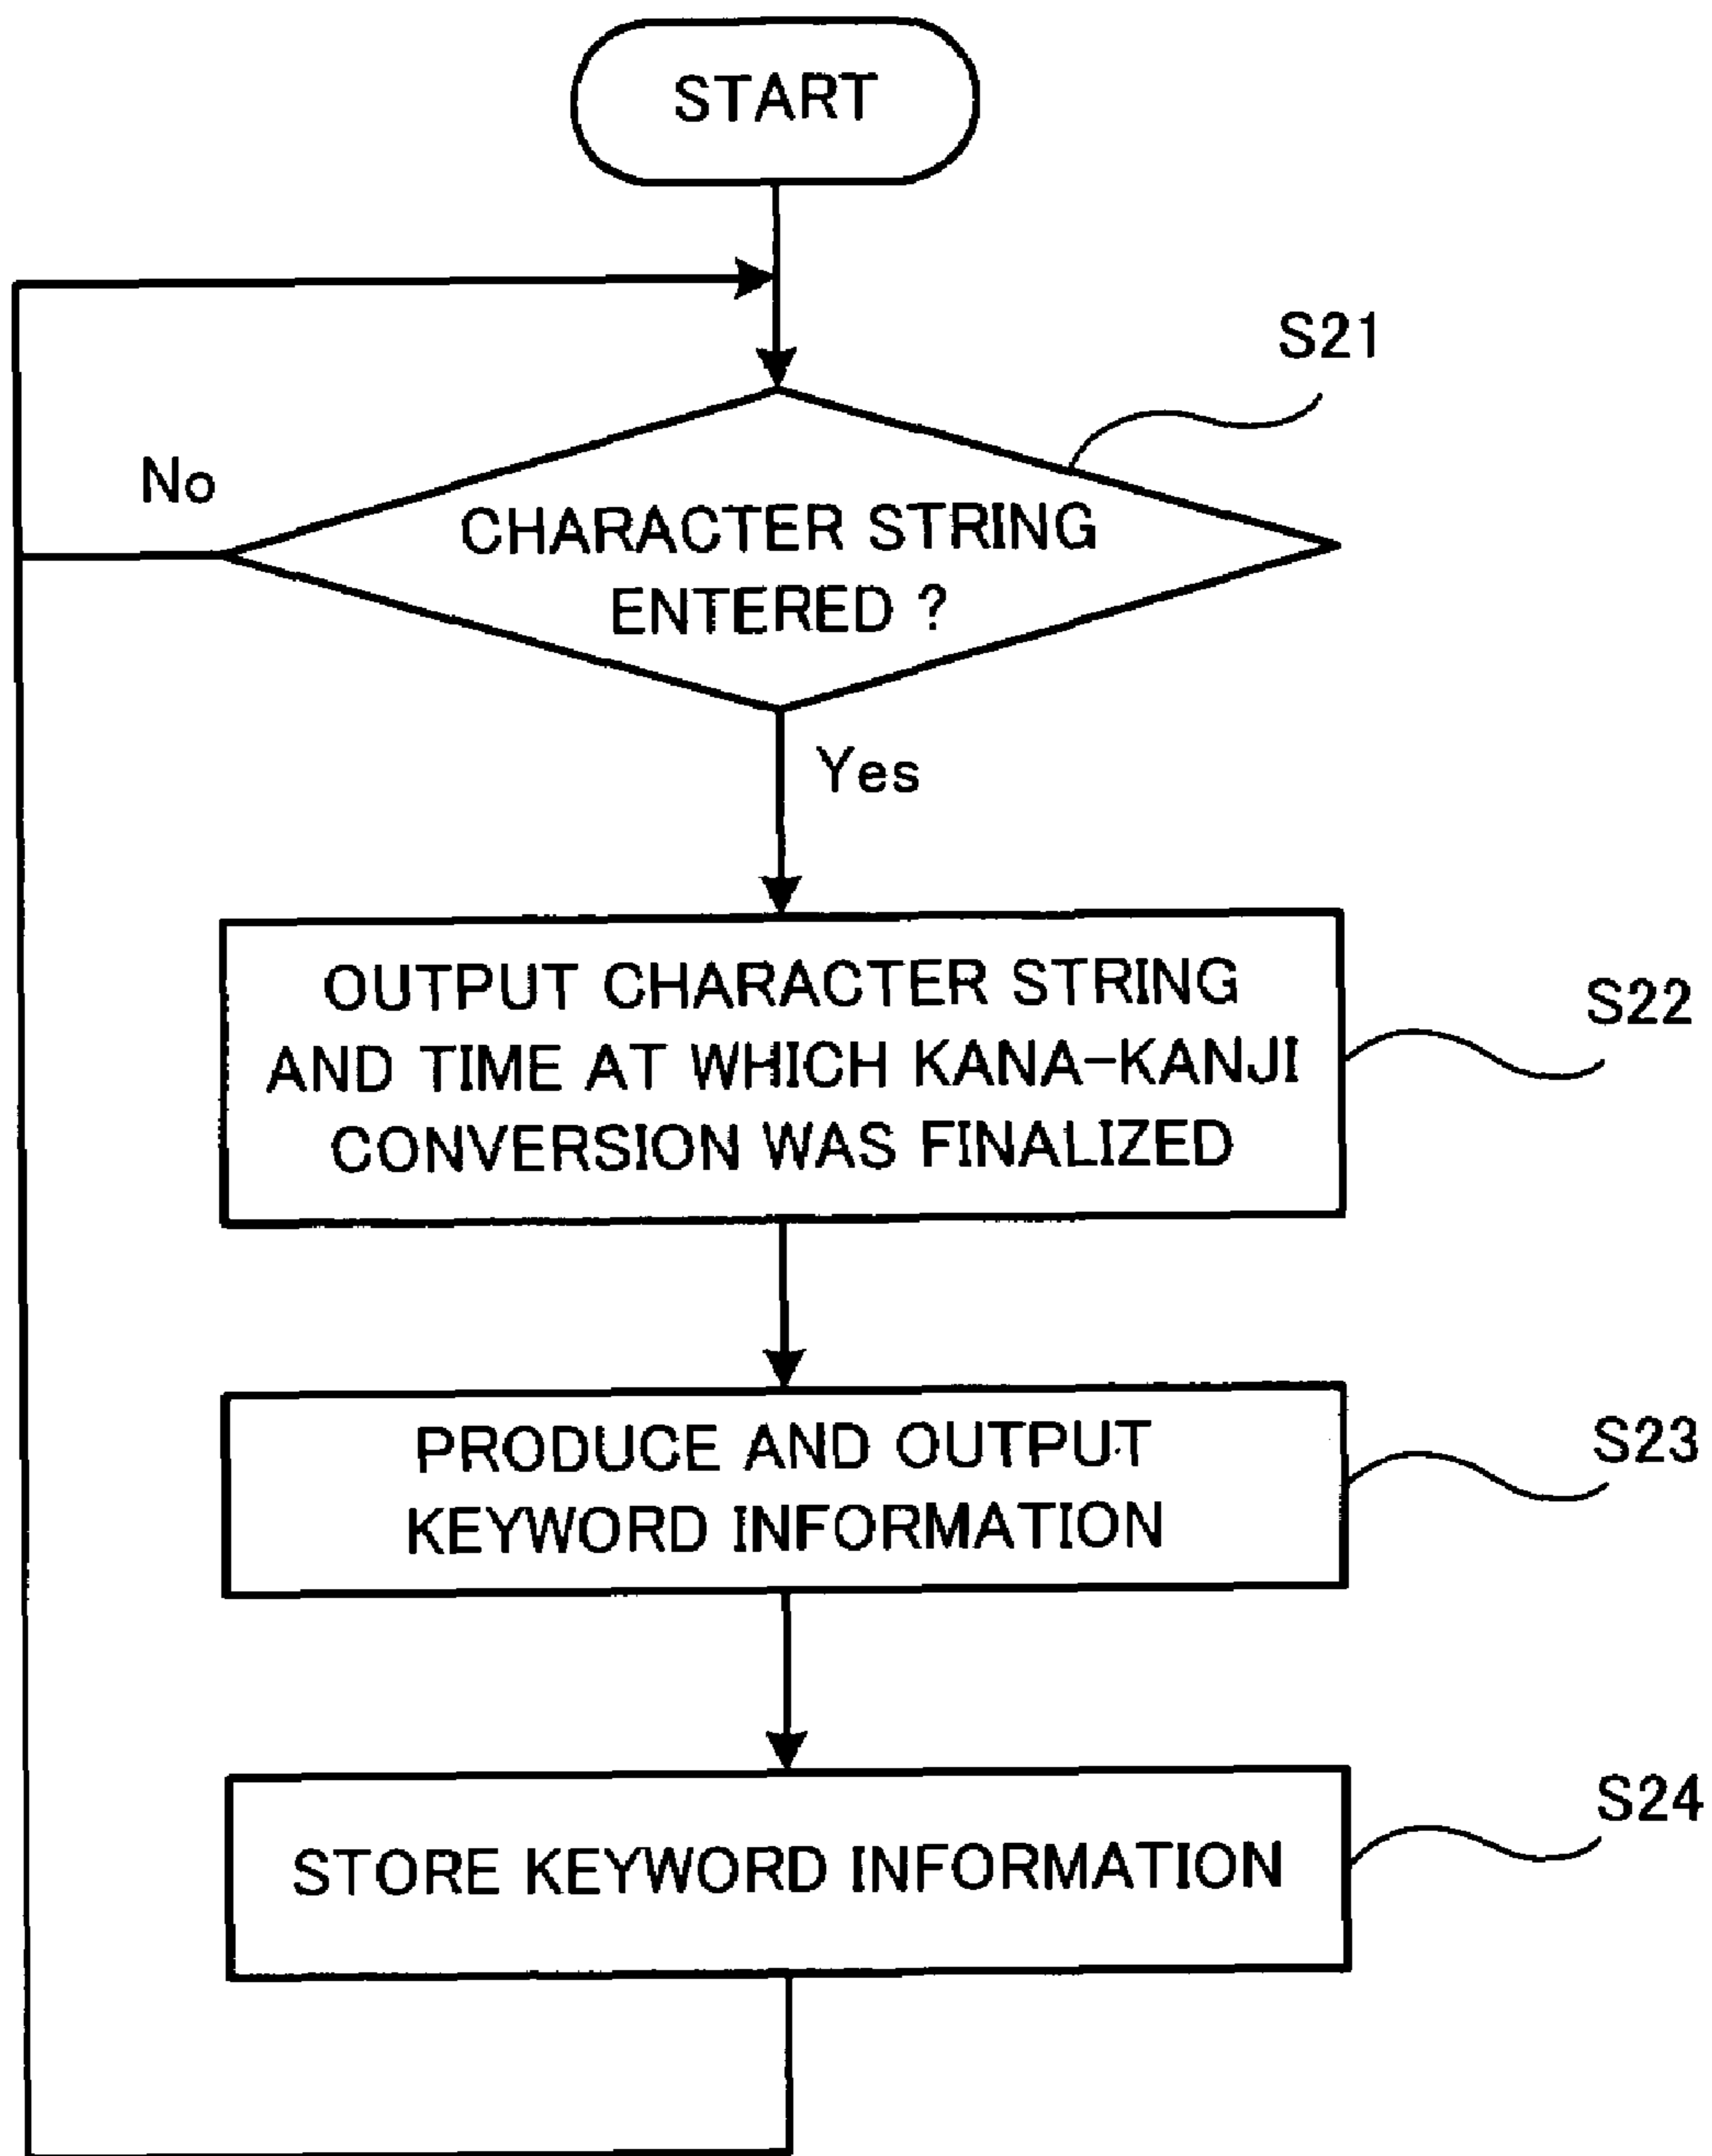 START
S21
No
CHARACTER STRING
ENTERED ?
Yes
OUTPUT CHARACTER STRING
AND TIME AT WHICH KANA-KANJI
CONVERSION WAS FINALIZED
S22
PRODUCE AND OUTPUT
KEYWORD INFORMATION
S23
STORE KEYWORD INFORMATION
S24